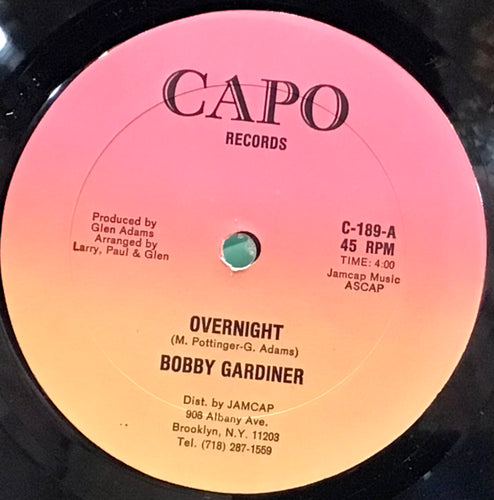 CAPO
RECORDS
Produced by
Glen Adams
Arranged by
Larry, Paul & Glen
C-189-A
45 RPM
TIME: 4:00
Jamcap Music
ASCAP
OVERNIGHT
(M. Pottinger-G. Adams)
BOBBY GARDINER
Dist. by JAMCAP
906 Albany Ave.
Brooklyn, N.Y. 11203
Tel. (718) 287-1559